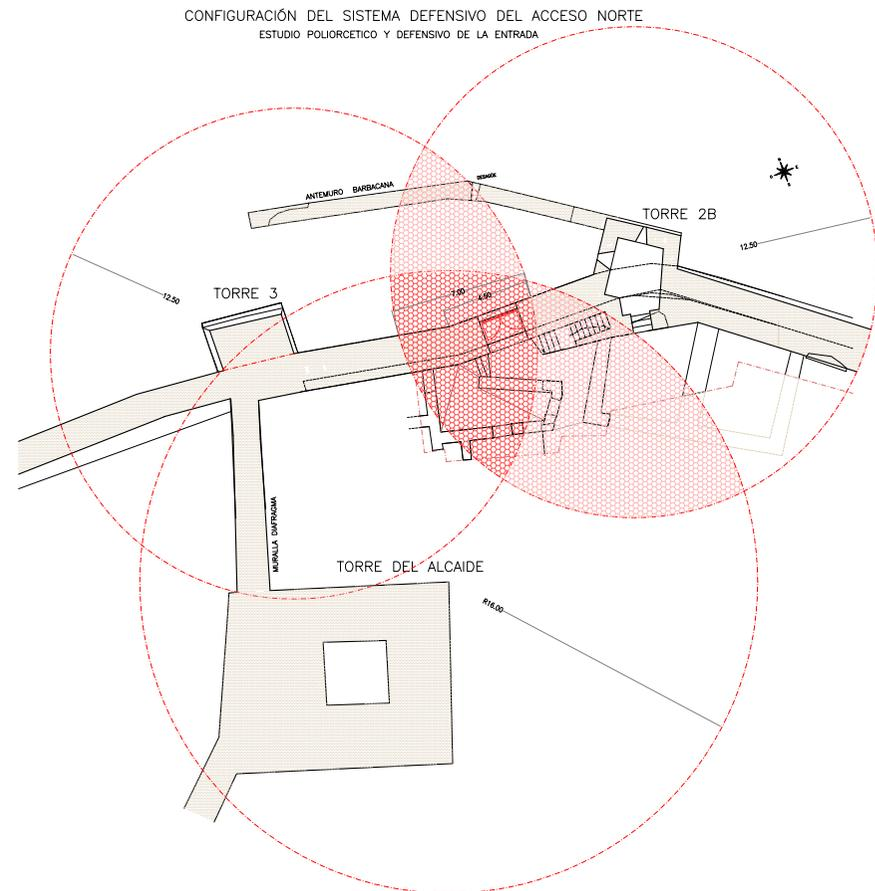 CONFIGURACIÓN DEL SISTEMA DEFENSIVO DEL ACCESO NORTE
ESTUDIO POLIORCETICO Y DEFENSIVO DE LA ENTRADA
DESAGÜE
ANTEMURO BARBACANA
TORRE 2B
12.50
TORRE 3
12.50
7.00
4.50
MURALLA DIAFRAGMA
TORRE DEL ALCAIDE
R16.00